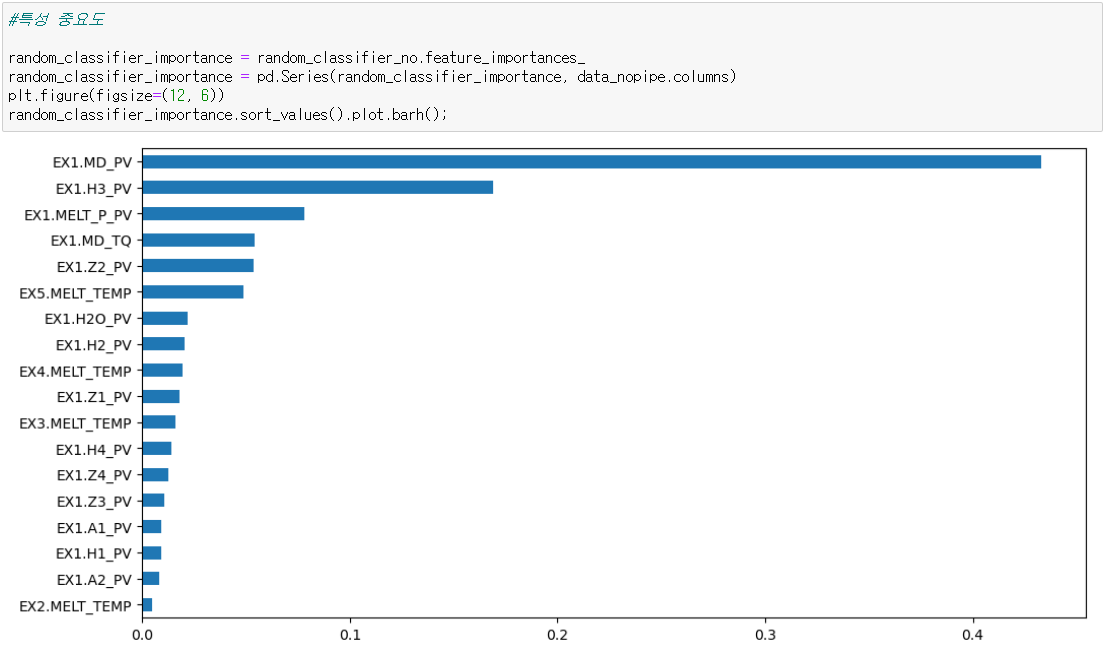 #특성 중요도
random_classifier_importance = random_classifier_no.feature_importances_
random_classifier_importance = pd.Series(random_classifier_importance, data_nopipe.columns)
plt.figure(figsize=(12, 6))
random_classifier_importance.sort_values().plot.barh();
EX1.MD_PV
EX1.H3_PV
EX1.MELT_P_PV
EX1.MD_TQ
EX1.Z2_PV
EX5.MELT_TEMP
EX1.H2O_PV
EX1.H2_PV
EX4.MELT_TEMP
EX1.Z1_PV
EX3.MELT_TEMP
EX1.H4_PV
EX1.Z4_PV
EX1.Z3_PV
EX1.A1_PV
EX1.H1_PV
EX1.A2_PV
EX2.MELT_TEMP
0.0 0.1 0.2 0.3 0.4